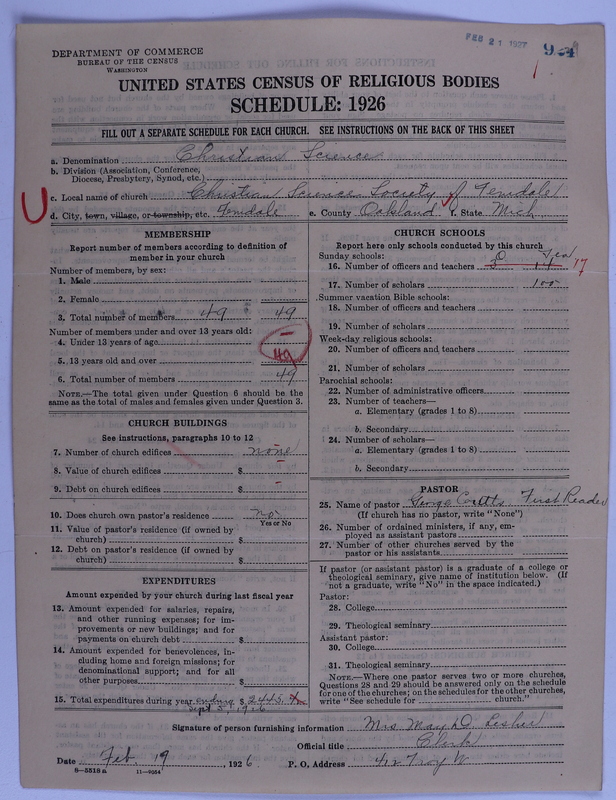 DEPARTMENT OF COMMERCE
BUREAU OF THE CENSUS
WASHINGTON
FEB 21 1927
UNITED STATES CENSUS OF RELIGIOUS BODIES
SCHEDULE: 1926
FILL OUT A SEPARATE SCHEDULE FOR EACH CHURCH. SEE INSTRUCTIONS ON THE BACK OF THIS SHEET
a. Denomination Christian Science
b. Division (Association, Conference,
Diocese, Presbytery, Synod, etc.)
c. Local name of church Christian Science Society of Ferndale
d. City, town, village, or township, etc. Ferndale e. County Oakland f. State Mich
U
MEMBERSHIP
Report number of members according to definition of
member in your church
Number of members, by sex:
1. Male
2. Female
3. Total number of members 49 49
Number of members under and over 13 years old:
4. Under 13 years of age –
5. 13 years old and over 49
6. Total number of members 49
NOTE.—The total given under Question 6 should be
same as the total of males and females given under Question 3.
CHURCH BUILDINGS
See instructions, paragraphs 10 to 12
7. Number of church edifices none
8. Value of church edifices $ –
9. Debt on church edifices $ –
10. Does church own pastor's residence? no
Yes or No
11. Value of pastor's residence (if owned by
church) $
12. Debt on pastor's residence (if owned by
church) $
EXPENDITURES
Amount expended by your church during last fiscal year
13. Amount expended for salaries, repairs,
and other running expenses; for im-
provements or new buildings; and for
payments on church debt $
14. Amount expended for benevolences, in-
cluding home and foreign missions; for
denominational support; and for all
other purposes $
15. Total expenditures during year ending $ 2445.
Sept 5, 1926
CHURCH SCHOOLS
Report here only schools conducted by this church
Sunday schools:
16. Number of officers and teachers 3 14 17
17. Number of scholars 100
Summer vacation Bible schools:
18. Number of officers and teachers
19. Number of scholars
Week-day religious schools:
20. Number of officers and teachers
21. Number of scholars
Parochial schools:
22. Number of administrative officers
23. Number of teachers—
a. Elementary (grades 1 to 8)
b. Secondary
24. Number of scholars—
a. Elementary (grades 1 to 8)
b. Secondary
PASTOR
25. Name of pastor George Coutts First Reader
(If church has no pastor, write "None")
26. Number of ordained ministers, if any, em-
ployed as assistant pastors
27. Number of other churches served by the
pastor or his assistants
If pastor (or assistant pastor) is a graduate of a college or
theological seminary, give name of institution below. (If
not a graduate, write "No" in the space indicated.)
Pastor:
28. College
29. Theological seminary
Assistant pastor:
30. College
31. Theological seminary
NOTE.—Where one pastor serves two or more churches,
Questions 28 and 29 should be answered only on the schedule
for one of the churches; on the schedules for the other churches,
write "See schedule for church."
Signature of person furnishing information Mrs May D. Lesher
Official title Clerk
Date Feb. 19, 1926 P. O. Address 412 Troy W
8—5518 a 11—9054